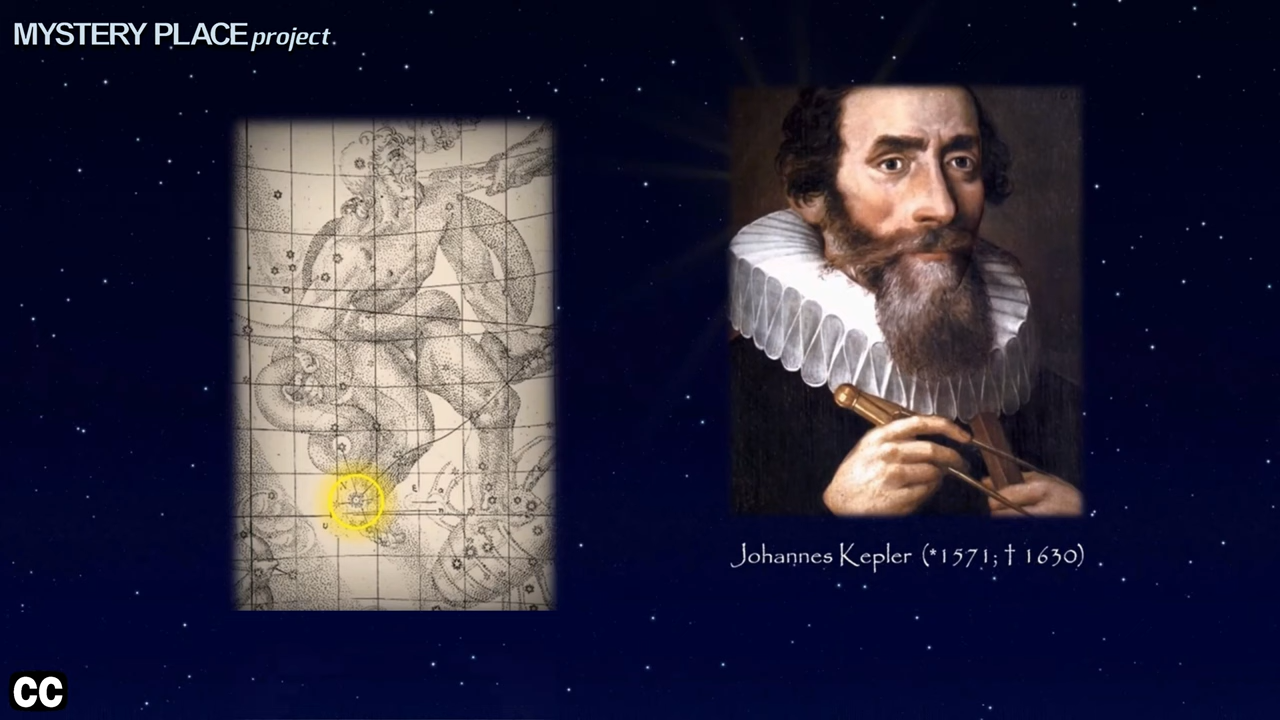 MYSTERY PLACE project.
Johannes Kepler (*1571; † 1630)
CC